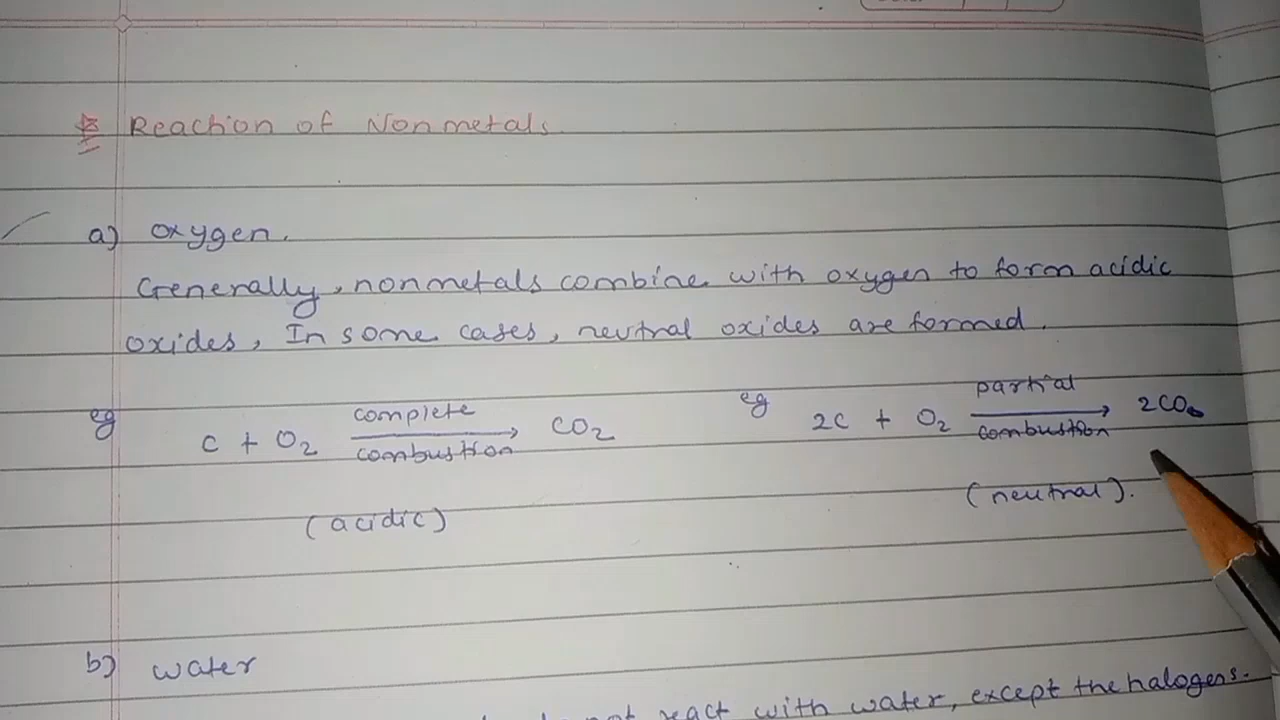 Reaction of Nonmetals
a) oxygen.
Generally, nonmetals combine with oxygen to form acidic
oxides, In some cases, neutral oxides are formed.
eg C + O2 complete combustion → CO2 eg 2C + O2 partial combustion → 2CO
(acidic) (neutral).
b) water
not react with water, except the halogens.